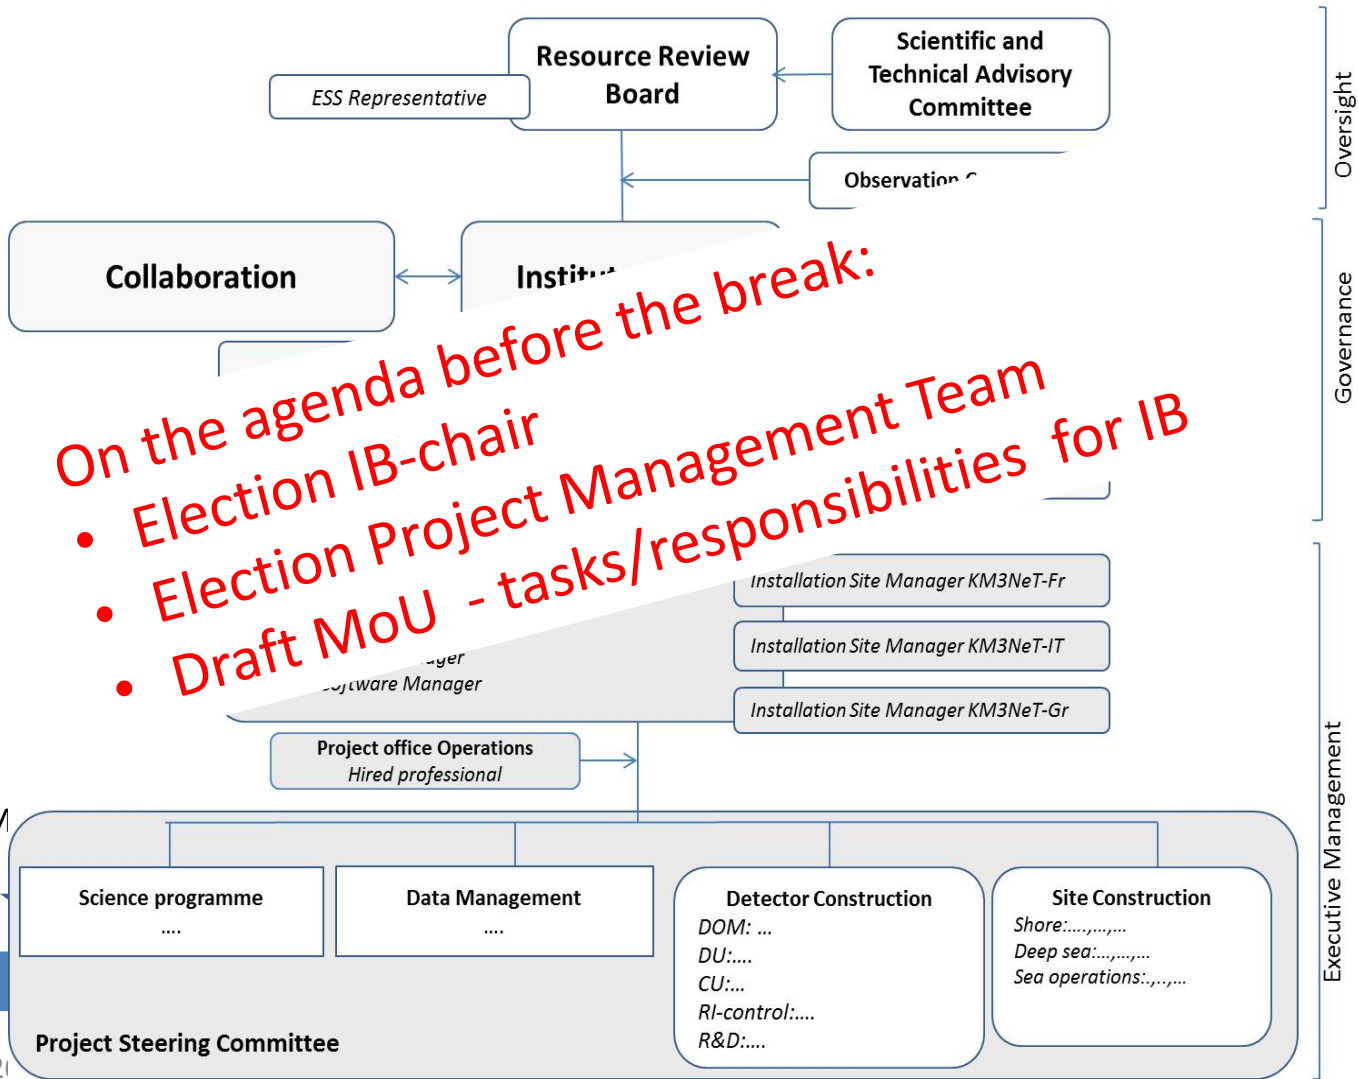 Resource Review
Board
ESS Representative
Scientific and
Technical Advisory
Committee
Oversight
Observation
Collaboration
Governance
On the agenda before the break:
• Election IB-chair
• Election Project Management Team
• Draft MoU - tasks/responsibilities for IB
Installation Site Manager KM3NeT-Fr
Installation Site Manager KM3NeT-IT
Software Manager
Installation Site Manager KM3NeT-Gr
Project office Operations
Hired professional
Executive Management
Science programme
....
Data Management
....
Detector Construction
DOM: ...
DU:....
CU:...
RI-control:....
R&D:....
Site Construction
Shore:....,...,...
Deep sea:...,...,...
Sea operations:.,..,...
Project Steering Committee